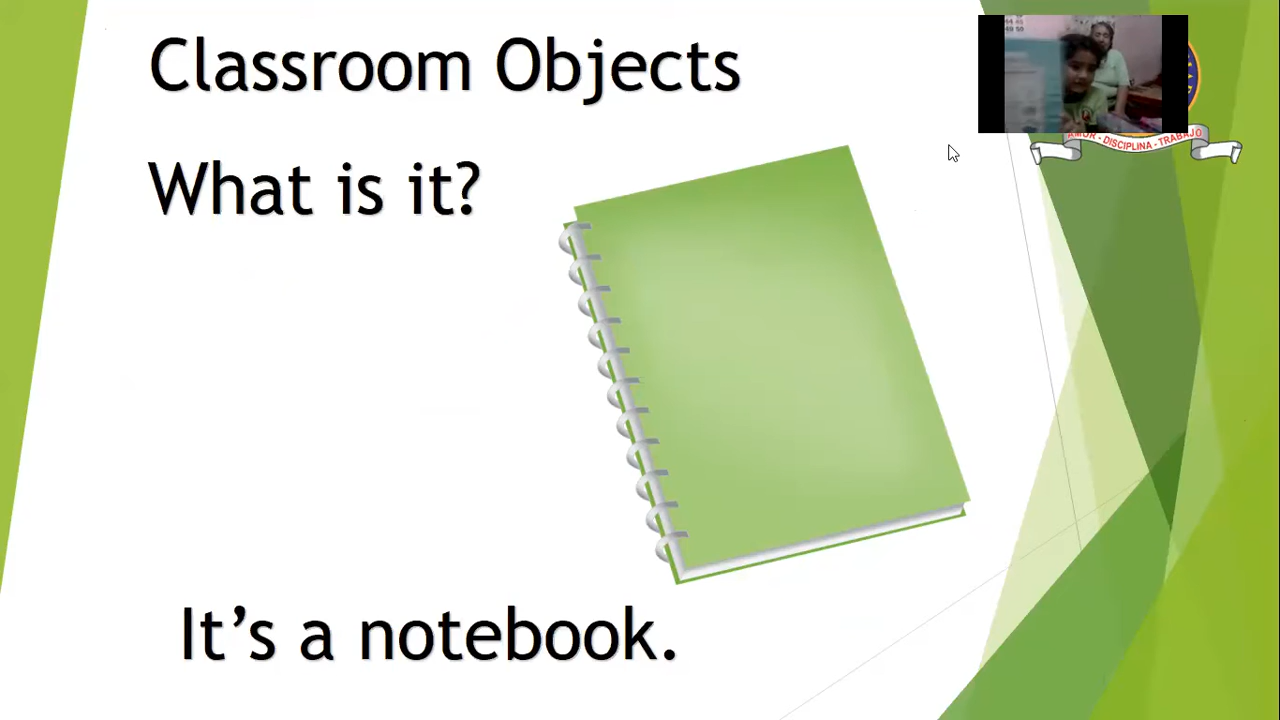 Classroom Objects
What is it?
AMOR - DISCIPLINA - TRABAJO
It’s a notebook.